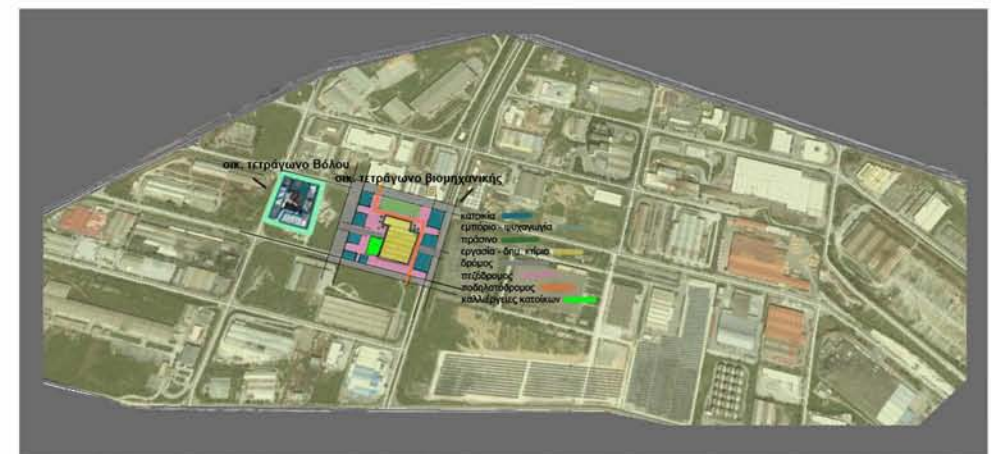 οικ. τετράγωνο Βόλου
οικ. τετράγωνο βιομηχανικής
κατοικία
εμπόριο - ψυχαγωγία
πράσινο
εργασία - δημ. κτίρια
δρόμος
πεζόδρομος
ποδηλατόδρομος
καλλιέργειες κατοίκων